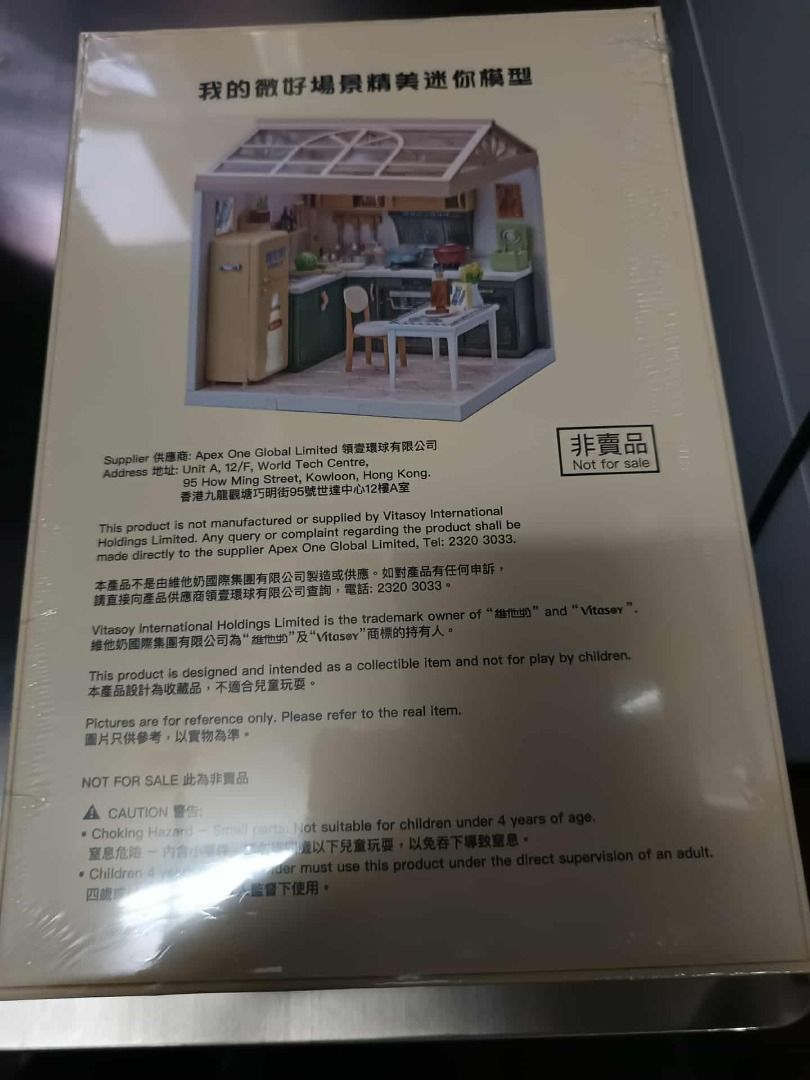 我的微好場景精美迷你模型
Supplier 供應商: Apex One Global Limited 領壹環球有限公司
Address 地址: Unit A, 12/F, World Tech Centre,
95 How Ming Street, Kowloon, Hong Kong.
香港九龍觀塘巧明街95號世達中心12樓A室
非賣品
Not for sale
This product is not manufactured or supplied by Vitasoy International
Holdings Limited. Any query or complaint regarding the product shall be
made directly to the supplier Apex One Global Limited, Tel: 2320 3033.
本產品不是由維他奶國際集團有限公司製造或供應。如對產品有任何申訴，
請直接向產品供應商領壹環球有限公司查詢，電話: 2320 3033。
Vitasoy International Holdings Limited is the trademark owner of “維他奶” and “Vitasoy”.
維他奶國際集團有限公司為“維他奶”及“Vitasoy”商標的持有人。
This product is designed and intended as a collectible item and not for play by children.
本產品設計為收藏品，不適合兒童玩耍。
Pictures are for reference only. Please refer to the real item.
圖片只供參考，以實物為準。
NOT FOR SALE 此為非賣品
CAUTION 警告:
• Choking Hazard – Small parts. Not suitable for children under 4 years of age.
窒息危險 – 內含小 以下兒童玩耍，以免吞下導致窒息。
• Children 4 must use this product under the direct supervision of an adult.
四歲 監督下使用。